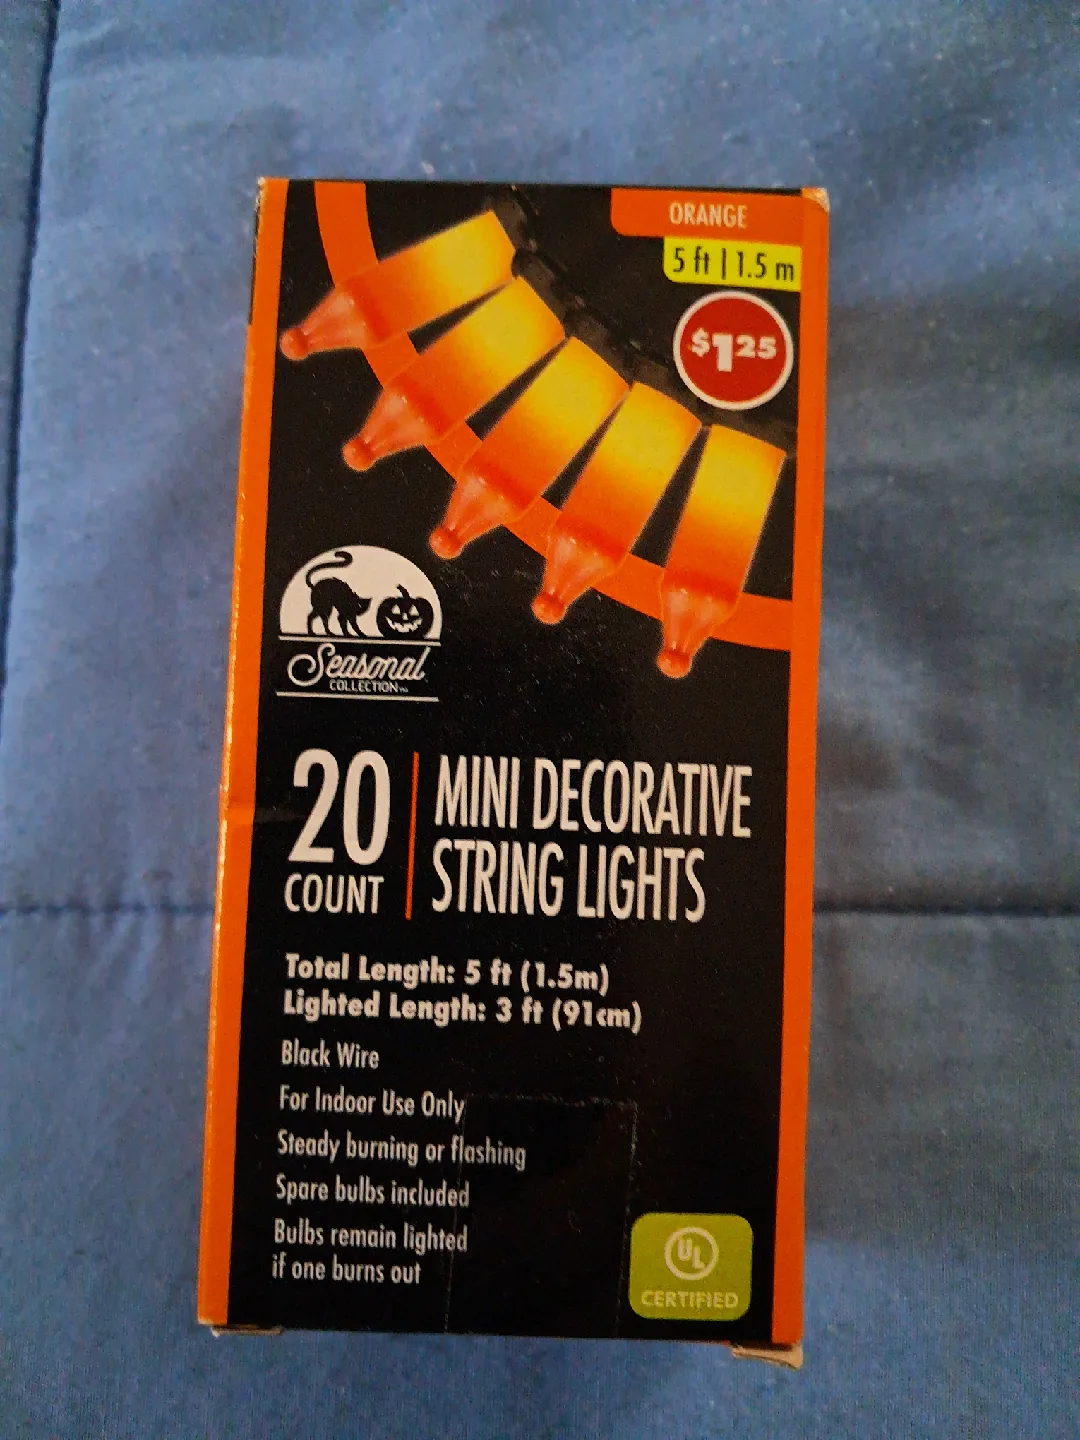 ORANGE
5 ft | 1.5 m
$1.25
Seasonal
COLLECTION™
20
COUNT
MINI DECORATIVE
STRING LIGHTS
Total Length: 5 ft (1.5m)
Lighted Length: 3 ft (91cm)
Black Wire
For Indoor Use Only
Steady burning or flashing
Spare bulbs included
Bulbs remain lighted
if one burns out
UL
CERTIFIED